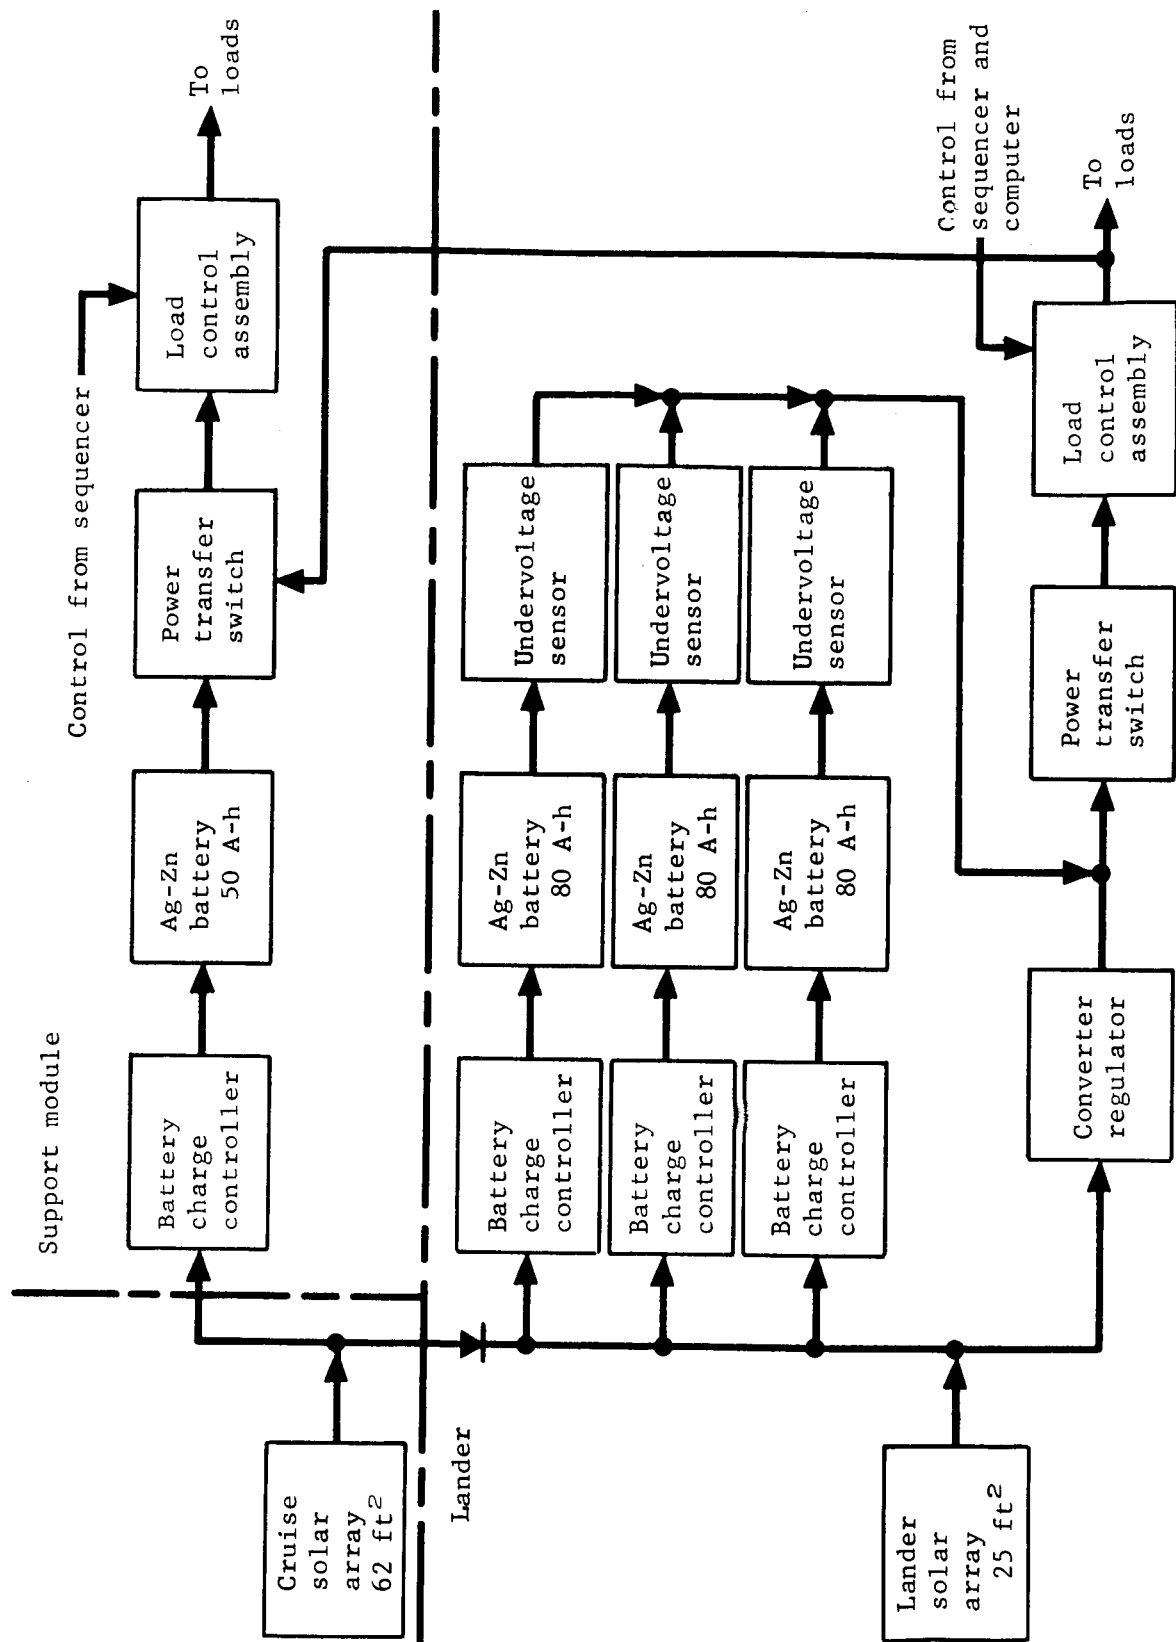 Support module
Control from sequencer
Cruise
solar
array
62 ft²
Battery
charge
controller
Ag-Zn
battery
50 A-h
Power
transfer
switch
Load
control
assembly
To
loads
Lander
Battery
charge
controller
Ag-Zn
battery
80 A-h
Undervoltage
sensor
Battery
charge
controller
Ag-Zn
battery
80 A-h
Undervoltage
sensor
Battery
charge
controller
Ag-Zn
battery
80 A-h
Undervoltage
sensor
Control from
sequencer and
computer
Lander
solar
array
25 ft²
Converter
regulator
Power
transfer
switch
Load
control
assembly
To
loads